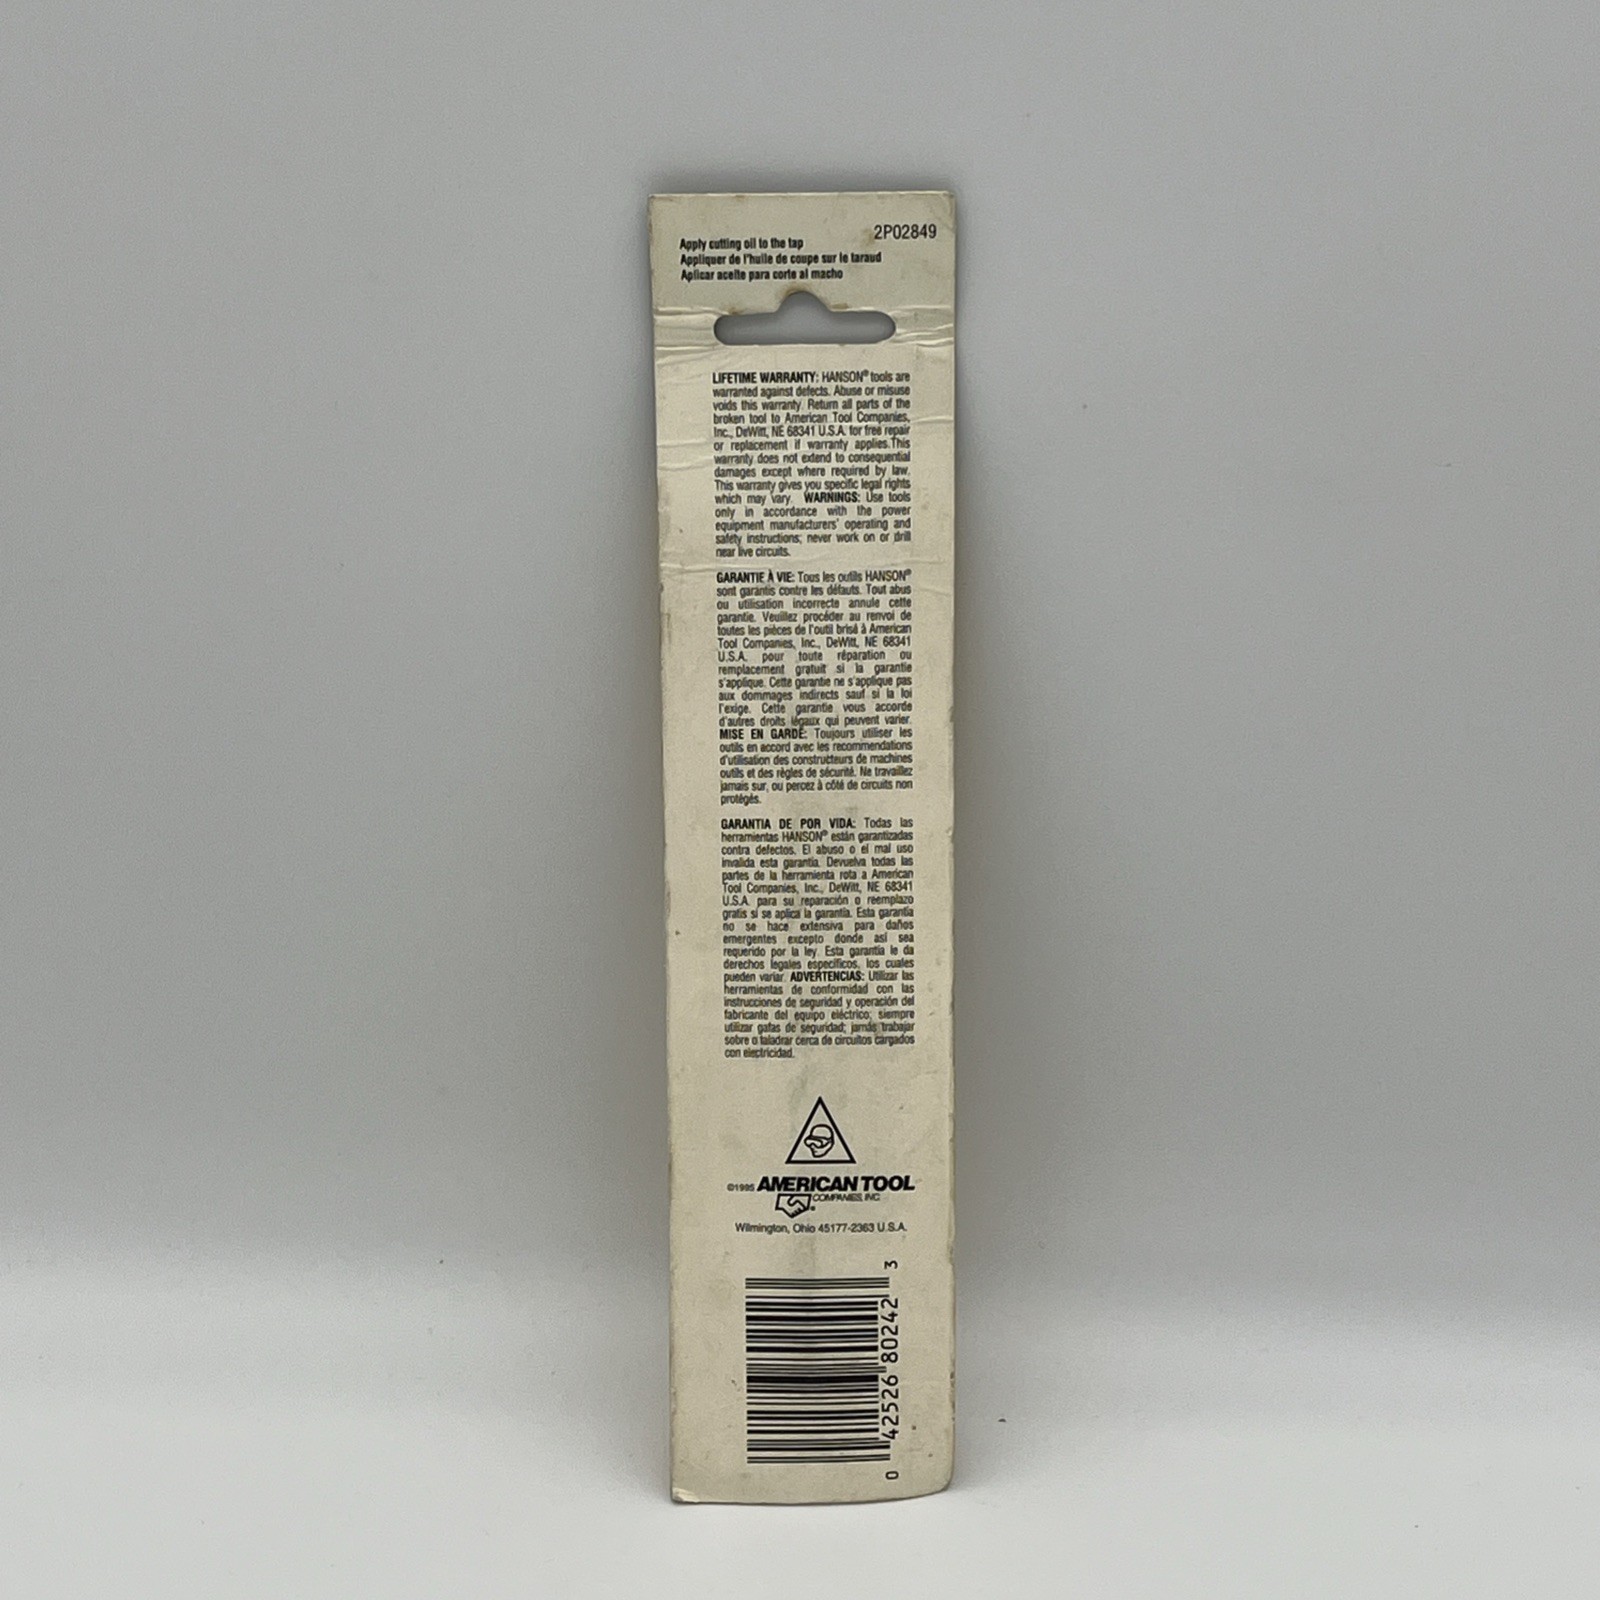 2P02849
Apply cutting oil to the tap
Appliquer de l'huile de coupe sur le taraud
Aplicar aceite para corte al macho
LIFETIME WARRANTY: HANSON® tools are
warranted against defects. Abuse or misuse
voids this warranty. Return all parts of the
broken tool to American Tool Companies,
Inc., DeWitt, NE 68341 U.S.A. for free repair
or replacement if warranty applies.This
warranty does not extend to consequential
damages except where required by law.
This warranty gives you specific legal rights
which may vary. WARNINGS: Use tools
only in accordance with the power
equipment manufacturers' operating and
safety instructions; never work on or drill
near live circuits.
GARANTIE À VIE: Tous les outils HANSON®
sont garantis contre les défauts. Tout abus
ou utilisation incorrecte annule cette
garantie. Veuillez procéder au renvoi de
toutes les pièces de l'outil brisé à American
Tool Companies, Inc., DeWitt, NE 68341
U.S.A. pour toute réparation ou
remplacement gratuit si la garantie
s'applique. Cette garantie ne s'applique pas
aux dommages indirects sauf si la loi
l'exige. Cette garantie vous accorde
d'autres droits légaux qui peuvent varier.
MISE EN GARDE: Toujours utiliser les
outils en accord avec les recommendations
d'utilisation des constructeurs de machines
outils et des règles de sécurité. Ne travaillez
jamais sur, ou percez à côté de circuits non
protégés.
GARANTIA DE POR VIDA: Todas las
herramientas HANSON® están garantizadas
contra defectos. El abuso o el mal uso
invalida esta garantía. Devuelva todas las
partes de la herramienta rota a American
Tool Companies, Inc., DeWitt, NE 68341
U.S.A. para su reparación o reemplazo
gratis si se aplica la garantía. Esta garantía
no se hace extensiva para daños
emergentes excepto donde así sea
requerido por la ley. Esta garantía le da
derechos legales específicos, los cuales
pueden variar. ADVERTENCIAS: Utilizar las
herramientas de conformidad con las
instrucciones de seguridad y operación del
fabricante del equipo eléctrico; siempre
utilizar gafas de seguridad; jamás trabajar
sobre o taladrar cerca de circuitos cargados
con electricidad.
©1995 AMERICAN TOOL
COMPANIES, INC.
Wilmington, Ohio 45177-2363 U.S.A.
0 42526 80242 3